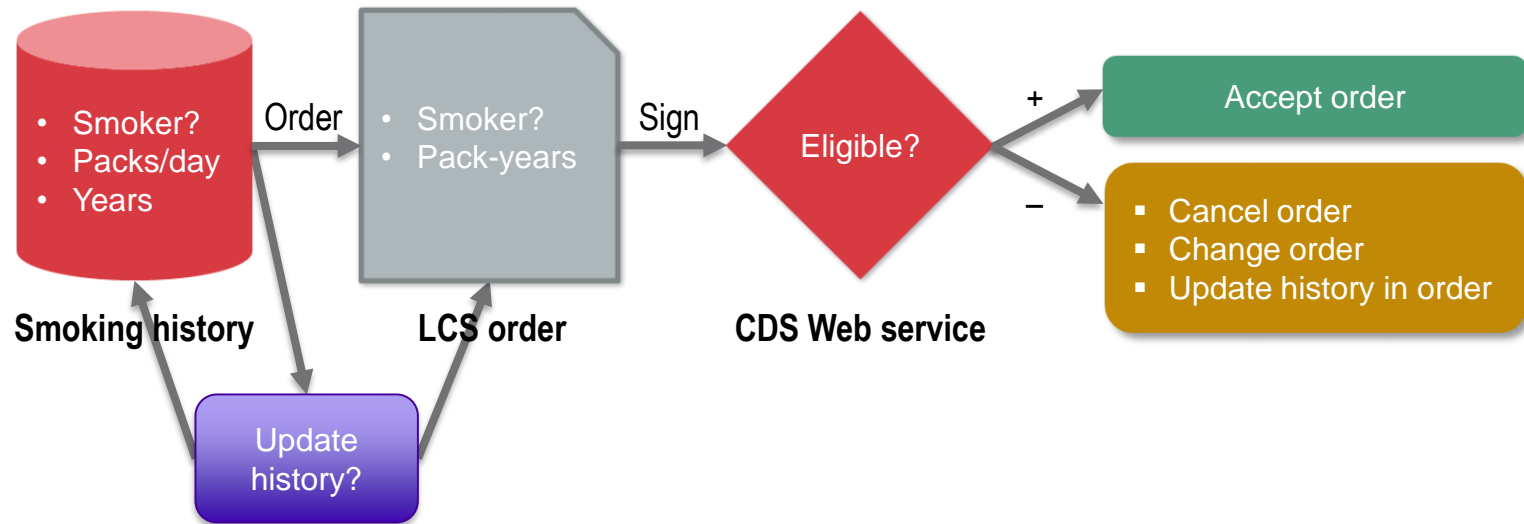 • Smoker?
• Packs/day
• Years
Smoking history
Order
• Smoker?
• Pack-years
LCS order
Update
history?
Sign
Eligible?
CDS Web service
+
Accept order
–
▪ Cancel order
▪ Change order
▪ Update history in order